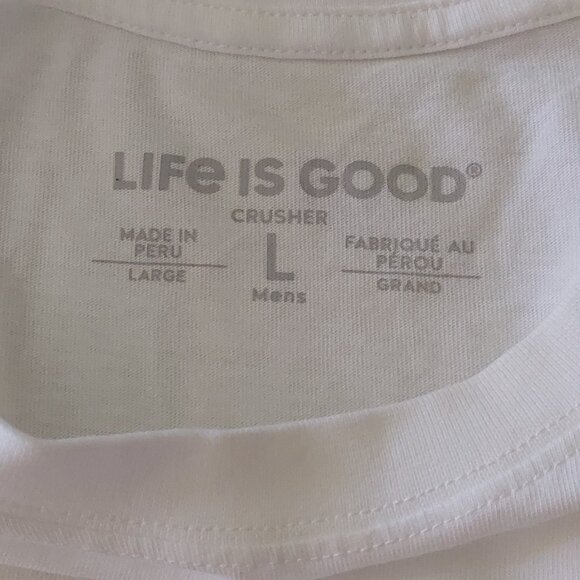 LIFe IS GOOD®
CRUSHER
MADE IN
PERU
LARGE
L
Mens
FABRIQUÉ AU
PÉROU
GRAND